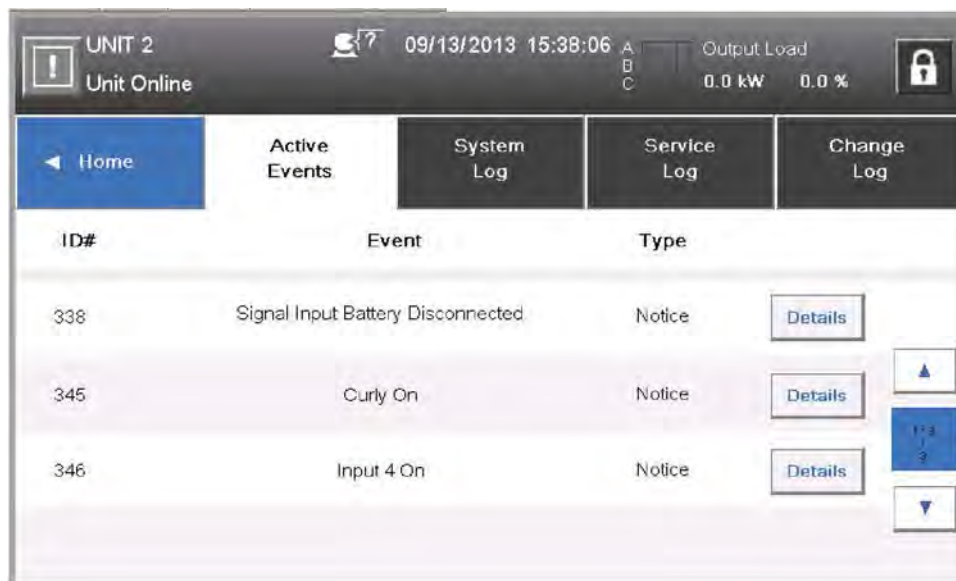 UNIT 2
Unit Online
?
!
09/13/2013 15:38:06
A
B
C
Output Load
0.0 kW 0.0 %
◄ Home
Active
Events
System
Log
Service
Log
Change
Log
ID# Event Type
338 Signal Input Battery Disconnected Notice Details
345 Curly On Notice Details
346 Input 4 On Notice Details